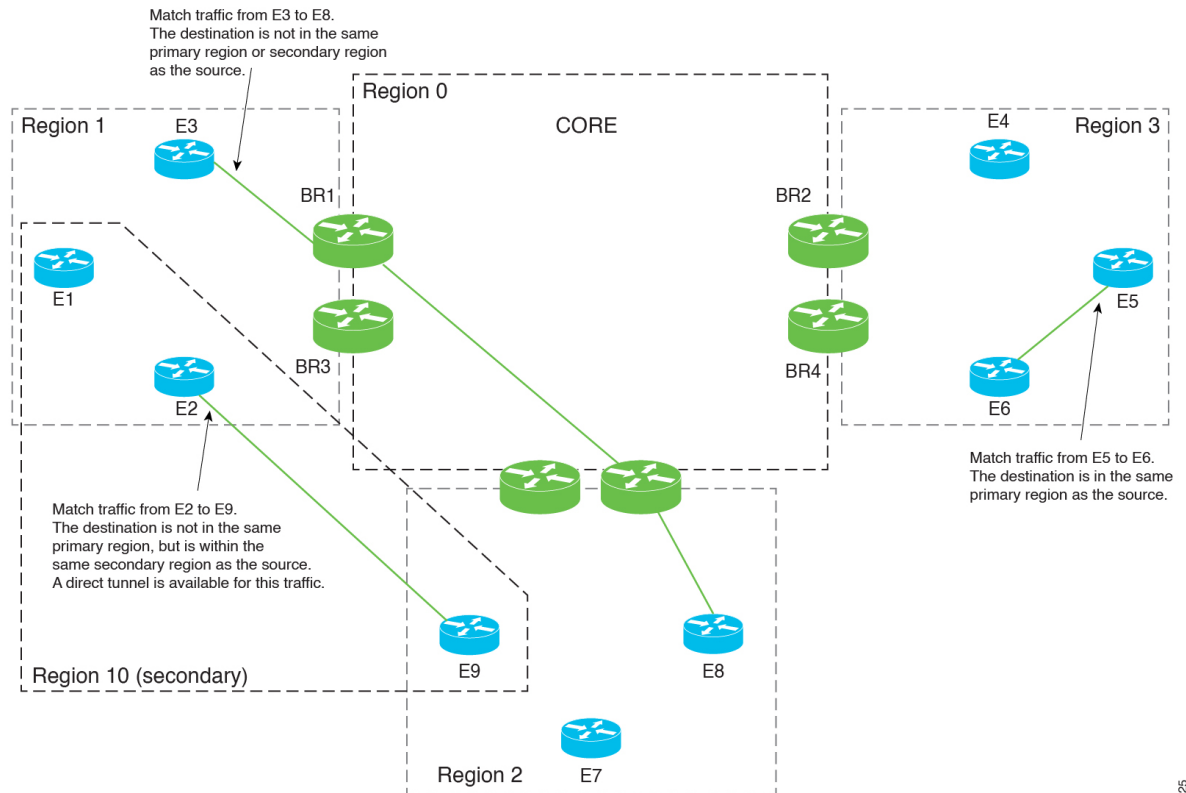 Match traffic from E3 to E8.
The destination is not in the same
primary region or secondary region
as the source.
Region 0
CORE
Region 1
E3
E4
Region 3
BR1
BR2
E1
E5
BR3
BR4
E2
E6
Match traffic from E5 to E6.
The destination is in the same
primary region as the source.
Match traffic from E2 to E9.
The destination is not in the same
primary region, but is within the
same secondary region as the source.
A direct tunnel is available for this traffic.
Region 10 (secondary)
E9
E8
Region 2
E7
25